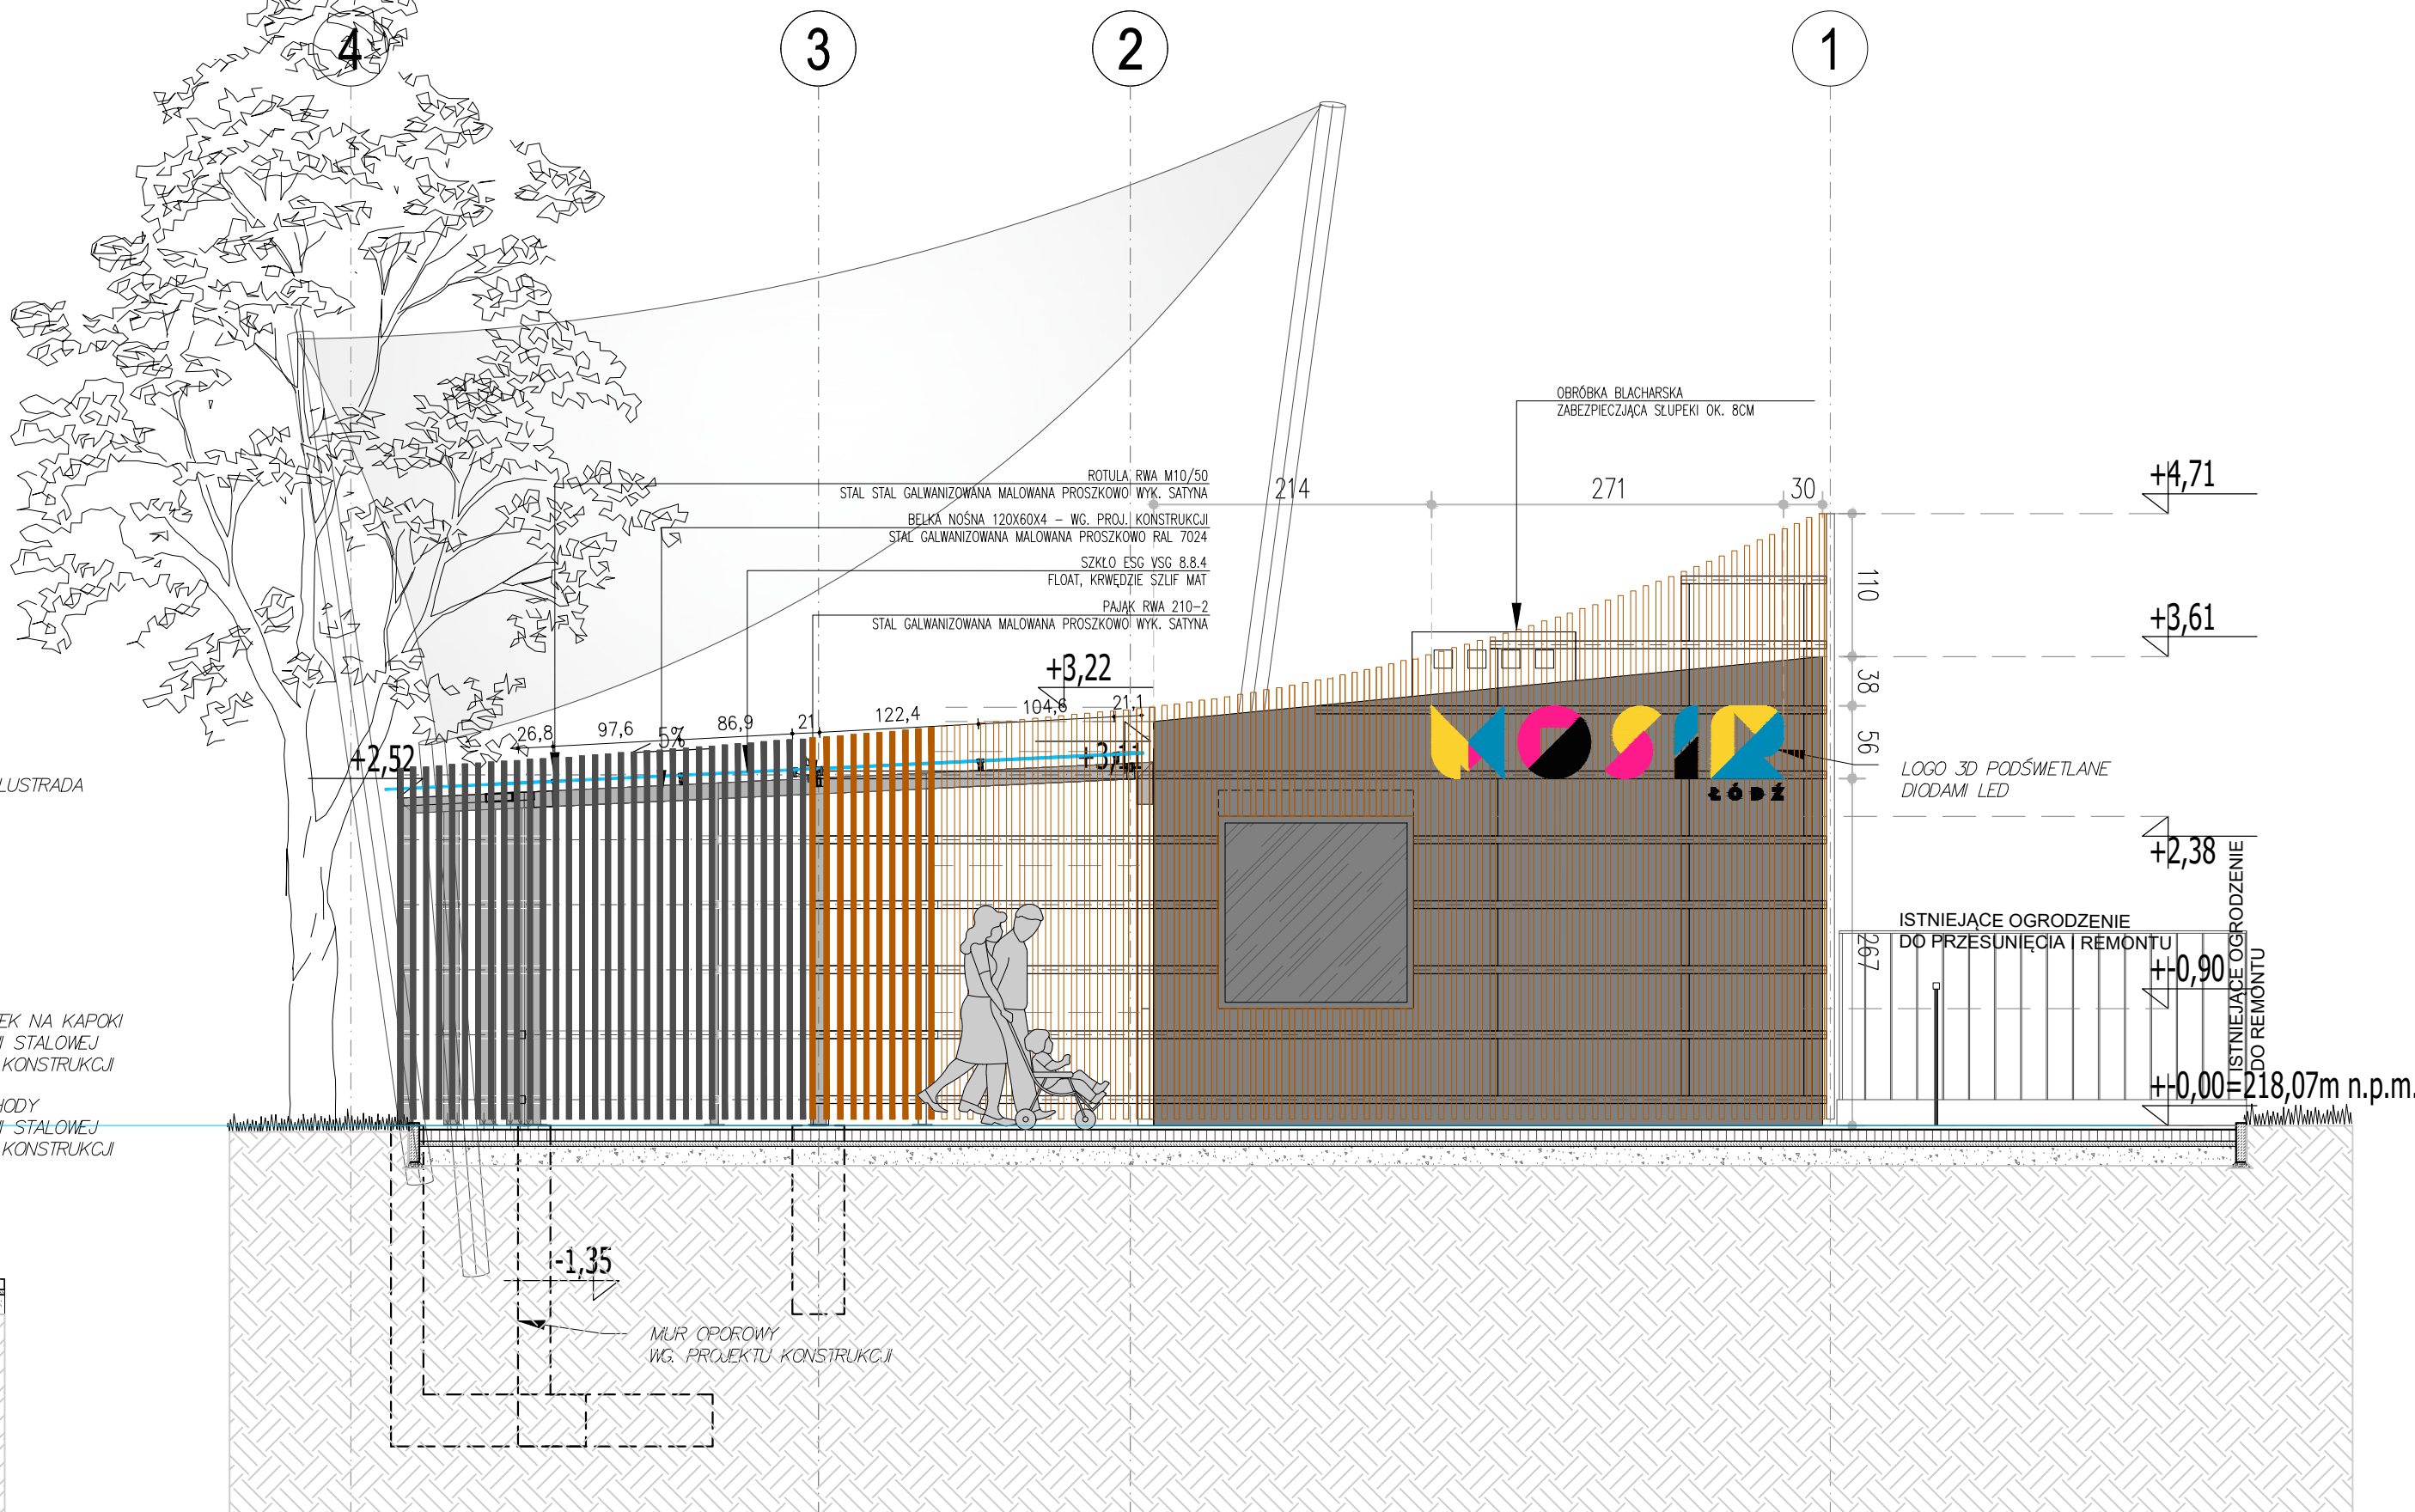 4
3
2
1
OBRÓBKA BLACHARSKA
ZABEZPIECZJĄCA SŁUPEKI OK. 8CM
ROTULA RWA M10/50
STAL STAL GALWANIZOWANA MALOWANA PROSZKOWO WYK. SATYNA
BELKA NOŚNA 120X60X4 – WG. PROJ. KONSTRUKCJI
STAL GALWANIZOWANA MALOWANA PROSZKOWO RAL 7024
SZKŁO ESG VSG 8.8.4
FLOAT, KRWĘDZIE SZLIF MAT
PAJĄK RWA 210-2
STAL GALWANIZOWANA MALOWANA PROSZKOWO WYK. SATYNA
214
271
30
+4,71
110
+3,61
38
56
267
+3,22
+3,11
+2,52
26,8
97,6
5%
86,9
21
122,4
104,6
21,1
MOSIR
ŁÓDŹ
LOGO 3D PODŚWIETLANE
DIODAMI LED
+2,38
ISTNIEJĄCE OGRODZENIE
DO PRZESUNIĘCIA I REMONTU
+-0,90
ISTNIEJĄCE OGRODZENIE
DO REMONTU
+-0,00=218,07m n.p.m.
LUSTRADA
EK NA KAPOKI
I STALOWEJ
KONSTRUKCJI
HODY
I STALOWEJ
KONSTRUKCJI
-1,35
MUR OPOROWY
WG. PROJEKTU KONSTRUKCJI